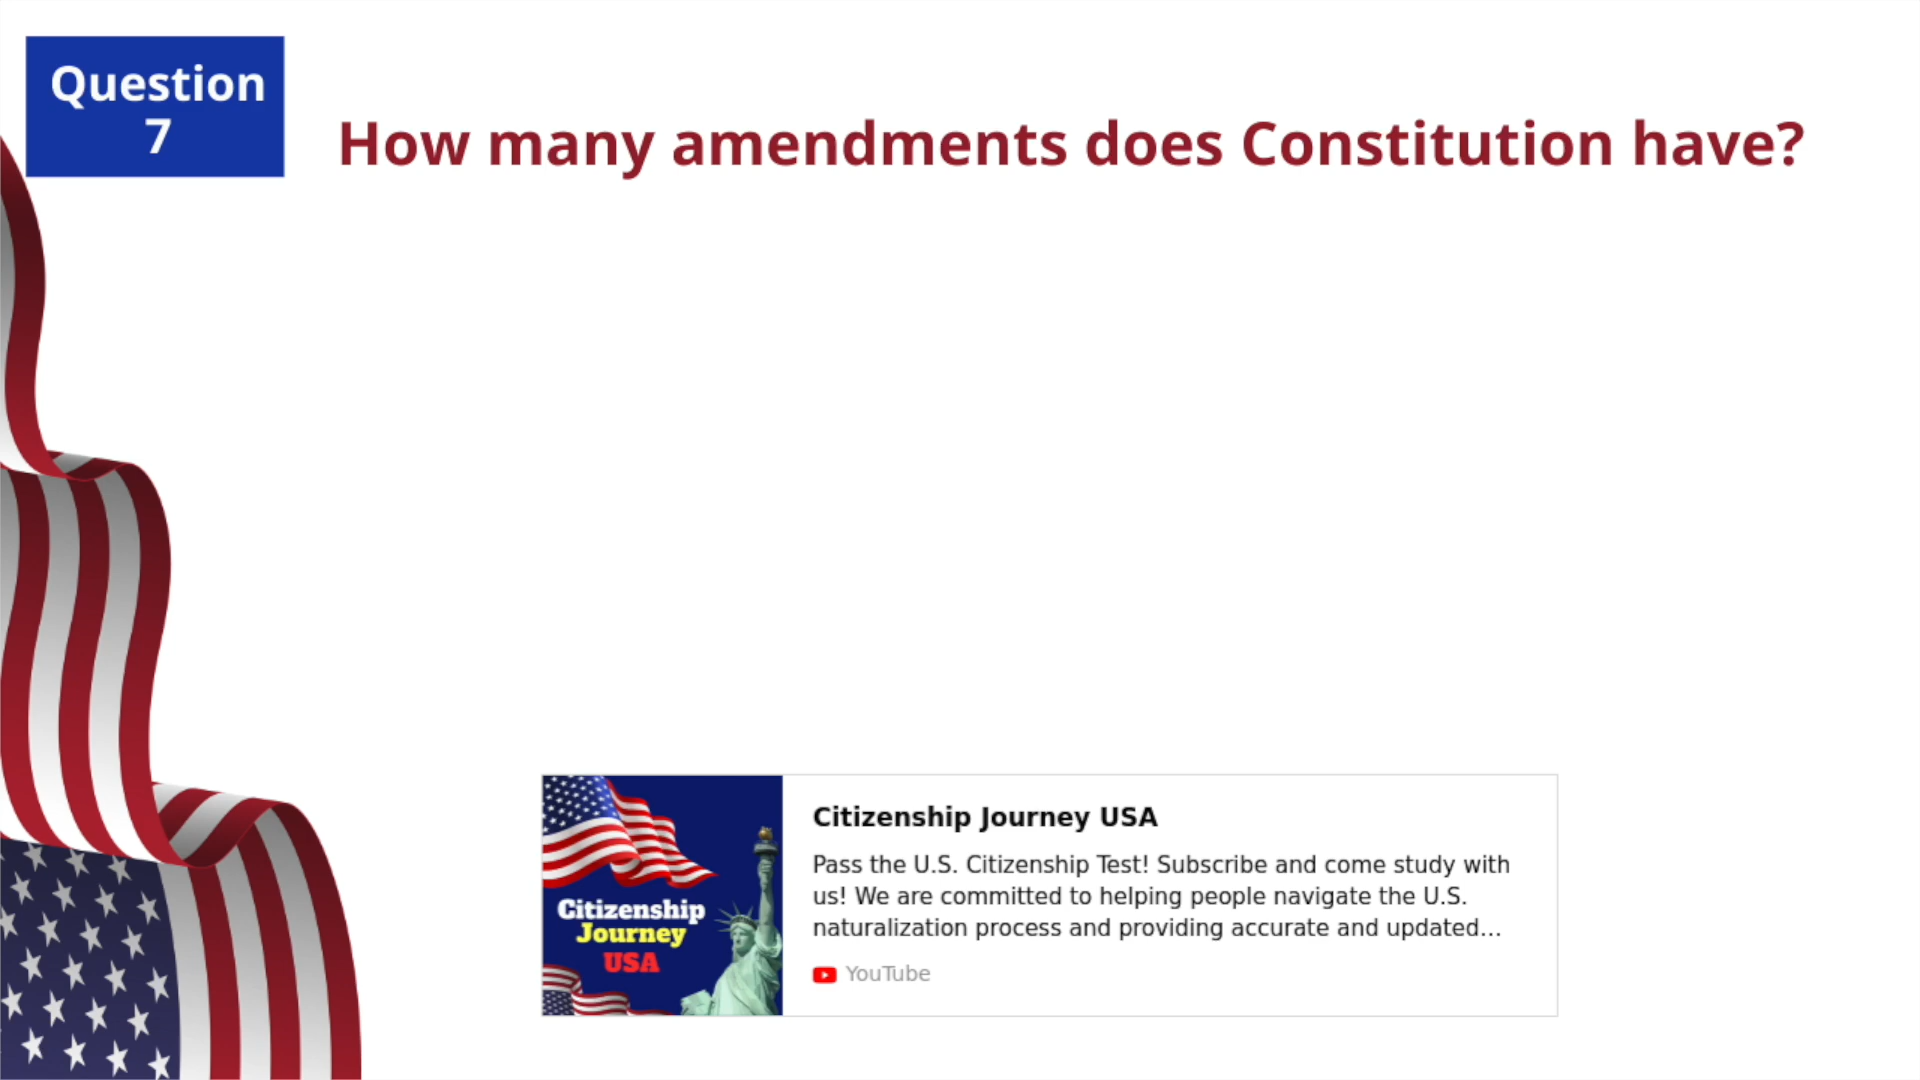 Question
7
How many amendments does Constitution have?
Citizenship
Journey
USA
Citizenship Journey USA
Pass the U.S. Citizenship Test! Subscribe and come study with
us! We are committed to helping people navigate the U.S.
naturalization process and providing accurate and updated...
YouTube